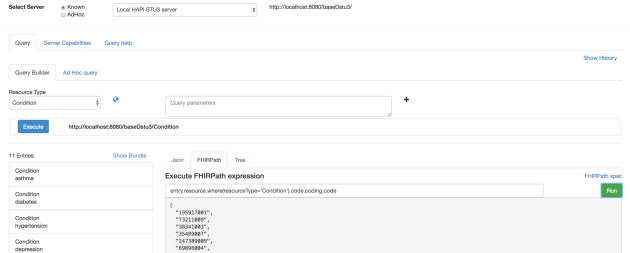 Select Server
Known
AdHoc
Local HAPI STU3 server
http://localhost:8080/baseDstu3/
Query
Server Capabilities
Query help
Show History
Query Builder
Ad Hoc query
Resource Type
Condition
Query parameters
Execute
http://localhost:8080/baseDstu3/Condition
11 Entries
Show Bundle
Json
FHIRPath
Tree
Condition
asthma
Condition
diabetes
Condition
hypertension
Condition
depression
Execute FHIRPath expression
FHIRPath spec
entry.resource.where(resourceType='Condition').code.coding.code
Run
[
"195917001",
"73211009",
"38341003",
"35489007",
"247389009",
"69896004",